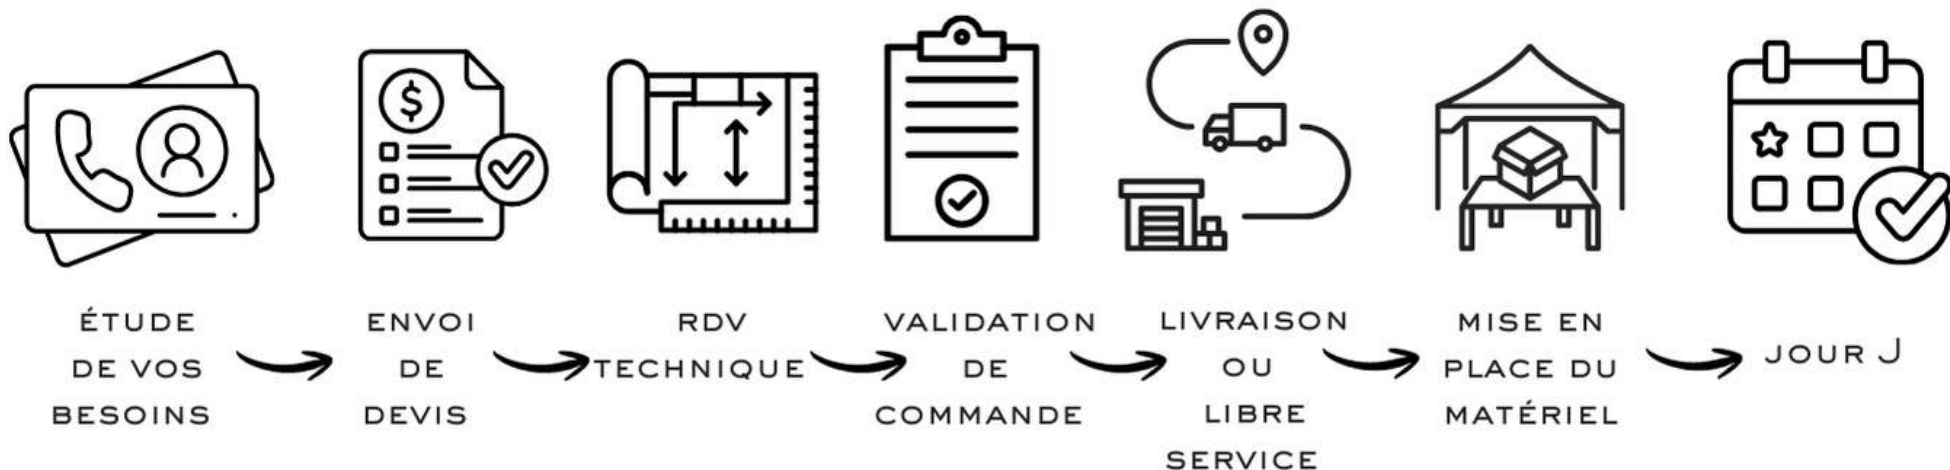 ÉTUDE
DE VOS
BESOINS
ENVOI
DE
DEVIS
RDV
TECHNIQUE
VALIDATION
DE
COMMANDE
LIVRAISON
OU
LIBRE
SERVICE
MISE EN
PLACE DU
MATÉRIEL
JOUR J